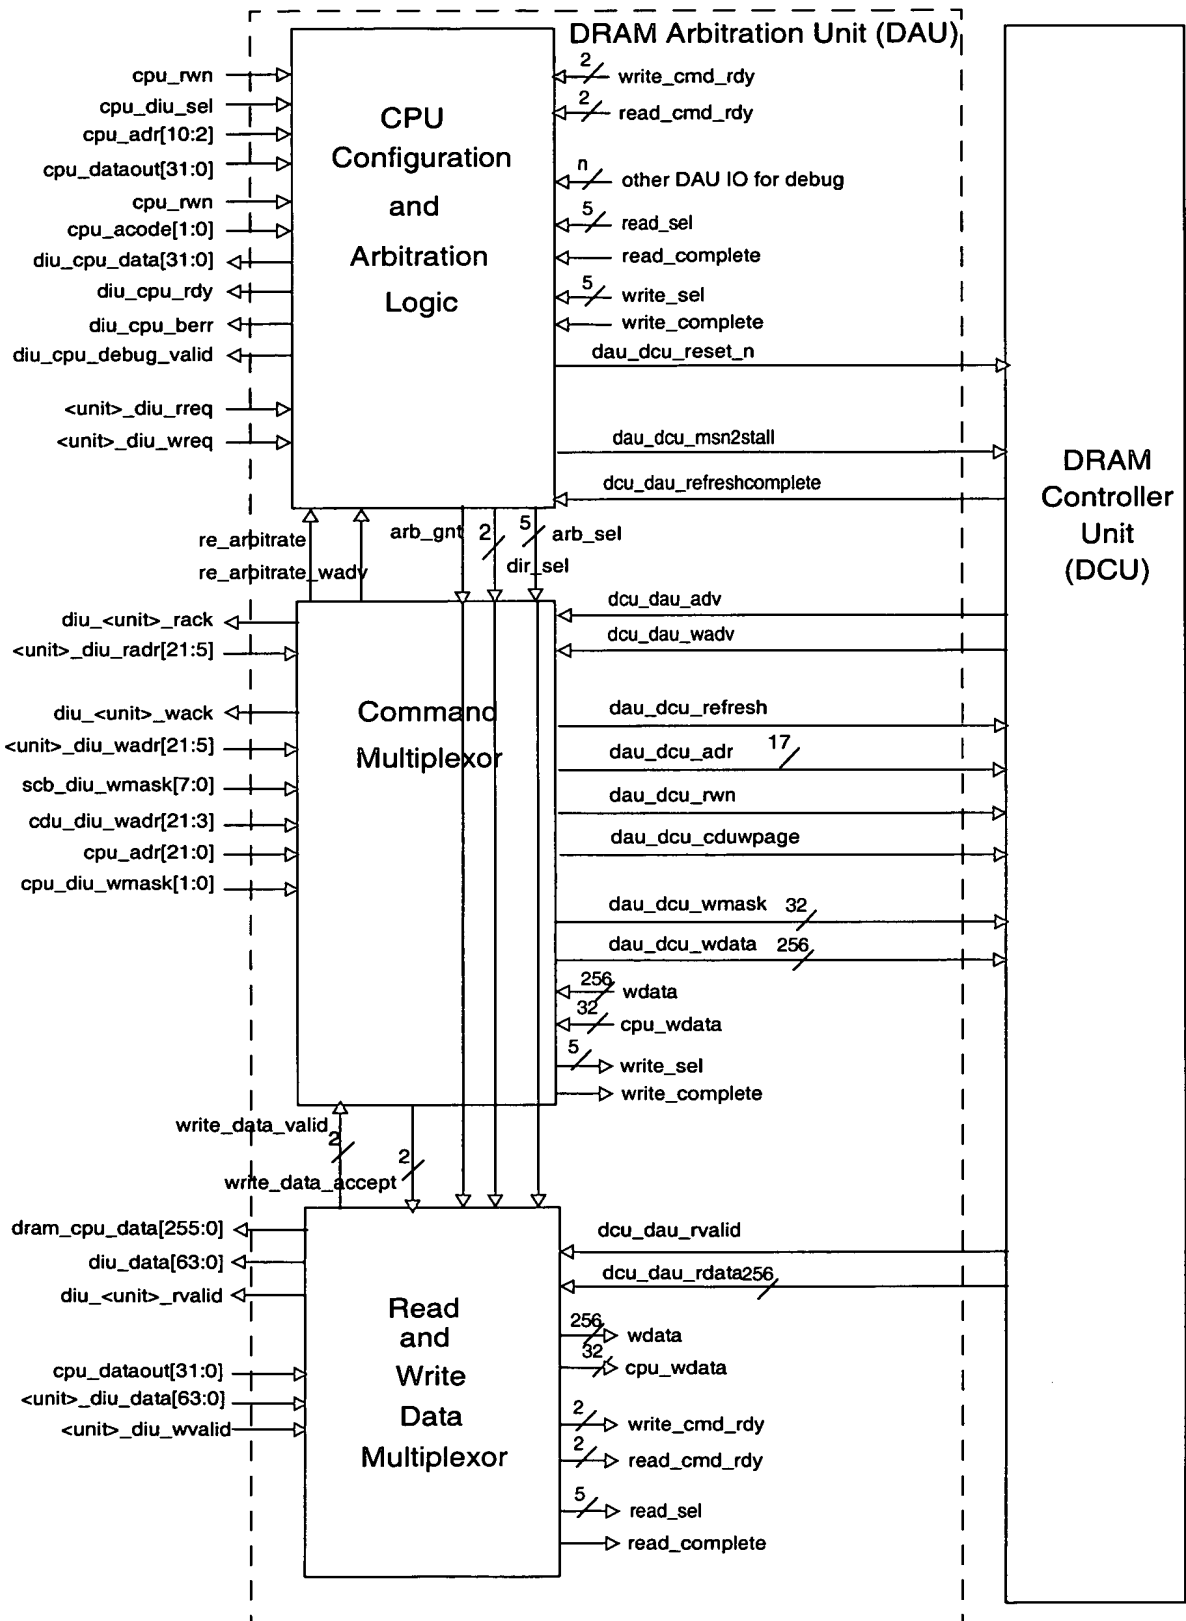 DRAM Arbitration Unit (DAU)
cpu_rwn
cpu_diu_sel
cpu_adr[10:2]
cpu_dataout[31:0]
cpu_rwn
cpu_acode[1:0]
diu_cpu_data[31:0]
diu_cpu_rdy
diu_cpu_berr
diu_cpu_debug_valid
<unit>_diu_rreq
<unit>_diu_wreq
CPU
Configuration
and
Arbitration
Logic
2
write_cmd_rdy
2
read_cmd_rdy
n
other DAU IO for debug
5
read_sel
read_complete
5
write_sel
write_complete
dau_dcu_reset_n
dau_dcu_msn2stall
dcu_dau_refreshcomplete
DRAM
Controller
Unit
(DCU)
re_arbitrate
re_arbitrate_wadv
arb_gnt
2
5
arb_sel
dir_sel
diu_<unit>_rack
<unit>_diu_radr[21:5]
diu_<unit>_wack
<unit>_diu_wadr[21:5]
scb_diu_wmask[7:0]
cdu_diu_wadr[21:3]
cpu_adr[21:0]
cpu_diu_wmask[1:0]
Command
Multiplexor
dcu_dau_adv
dcu_dau_wadv
dau_dcu_refresh
dau_dcu_adr
17
dau_dcu_rwn
dau_dcu_cduwpage
dau_dcu_wmask
32
dau_dcu_wdata
256
256
wdata
32
cpu_wdata
5
write_sel
write_complete
write_data_valid
2
2
write_data_accept
dram_cpu_data[255:0]
diu_data[63:0]
diu_<unit>_rvalid
cpu_dataout[31:0]
<unit>_diu_data[63:0]
<unit>_diu_wvalid
Read
and
Write
Data
Multiplexor
dcu_dau_rvalid
dcu_dau_rdata
256
256
wdata
32
cpu_wdata
2
write_cmd_rdy
2
read_cmd_rdy
5
read_sel
read_complete